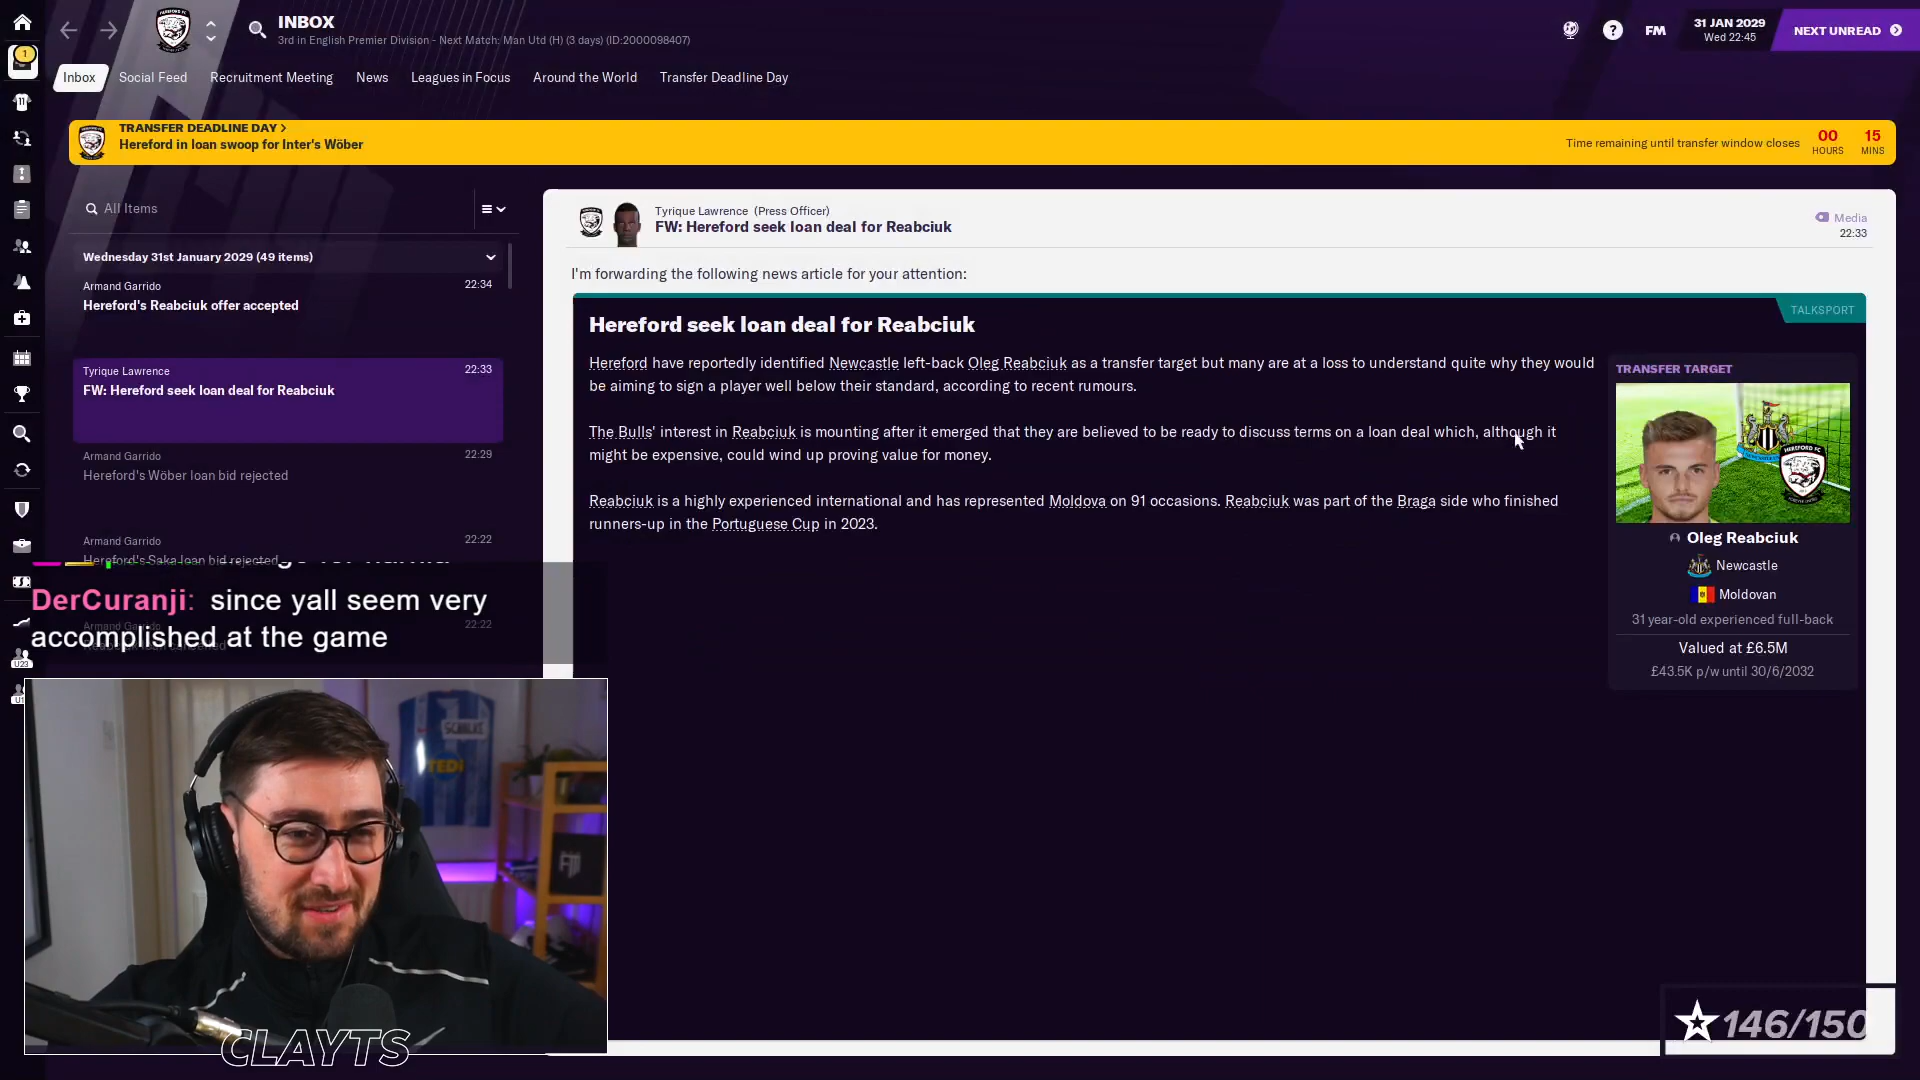 INBOX
3rd in English Premier Division - Next Match: Man Utd (H) (3 days) (ID:2000098407)
FM
31 JAN 2029
Wed 22:45
NEXT UNREAD
1
Inbox
Social Feed
Recruitment Meeting
News
Leagues in Focus
Around the World
Transfer Deadline Day
TRANSFER DEADLINE DAY >
Hereford in loan swoop for Inter's Wöber
Time remaining until transfer window closes
00
HOURS
15
MINS
All Items
Wednesday 31st January 2029 (49 items)
Armand Garrido
22:34
Hereford's Reabciuk offer accepted
Tyrique Lawrence
22:33
FW: Hereford seek loan deal for Reabciuk
Armand Garrido
22:29
Hereford's Wöber loan bid rejected
Armand Garrido
22:22
Hereford's Saka loan bid rejected
Armand Garrido
22:22
DerCuranji: since yall seem very
accomplished at the game
U23
Tyrique Lawrence (Press Officer)
FW: Hereford seek loan deal for Reabciuk
Media
22:33
I'm forwarding the following news article for your attention:
TALKSPORT
Hereford seek loan deal for Reabciuk
Hereford have reportedly identified Newcastle left-back Oleg Reabciuk as a transfer target but many are at a loss to understand quite why they would
be aiming to sign a player well below their standard, according to recent rumours.
The Bulls' interest in Reabciuk is mounting after it emerged that they are believed to be ready to discuss terms on a loan deal which, although it
might be expensive, could wind up proving value for money.
Reabciuk is a highly experienced international and has represented Moldova on 91 occasions. Reabciuk was part of the Braga side who finished
runners-up in the Portuguese Cup in 2023.
TRANSFER TARGET
Oleg Reabciuk
Newcastle
Moldovan
31 year-old experienced full-back
Valued at £6.5M
£43.5K p/w until 30/6/2032
TEDi
CLAYTS
146/150